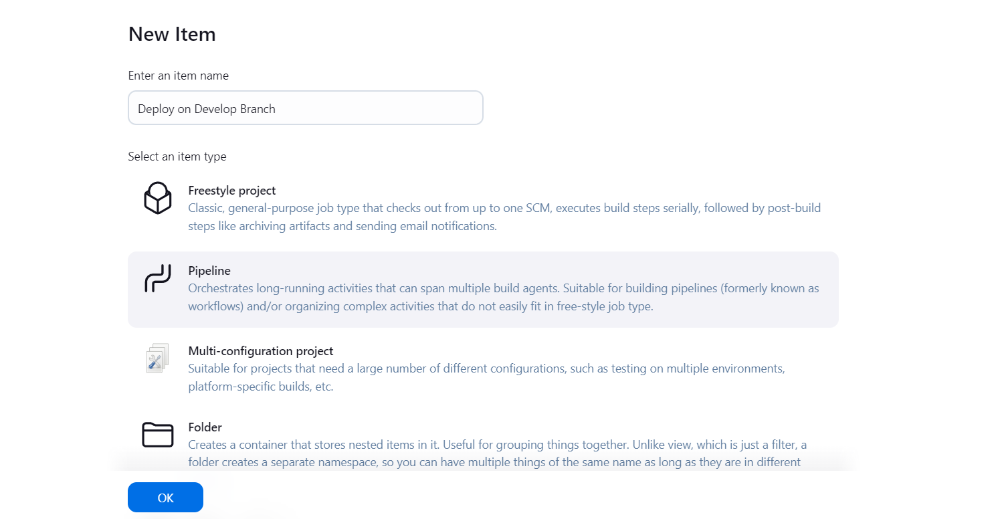 New Item
Enter an item name
Deploy on Develop Branch
Select an item type
Freestyle project
Classic, general-purpose job type that checks out from up to one SCM, executes build steps serially, followed by post-build
steps like archiving artifacts and sending email notifications.
Pipeline
Orchestrates long-running activities that can span multiple build agents. Suitable for building pipelines (formerly known as
workflows) and/or organizing complex activities that do not easily fit in free-style job type.
Multi-configuration project
Suitable for projects that need a large number of different configurations, such as testing on multiple environments,
platform-specific builds, etc.
Folder
Creates a container that stores nested items in it. Useful for grouping things together. Unlike view, which is just a filter, a
folder creates a separate namespace, so you can have multiple things of the same name as long as they are in different
OK